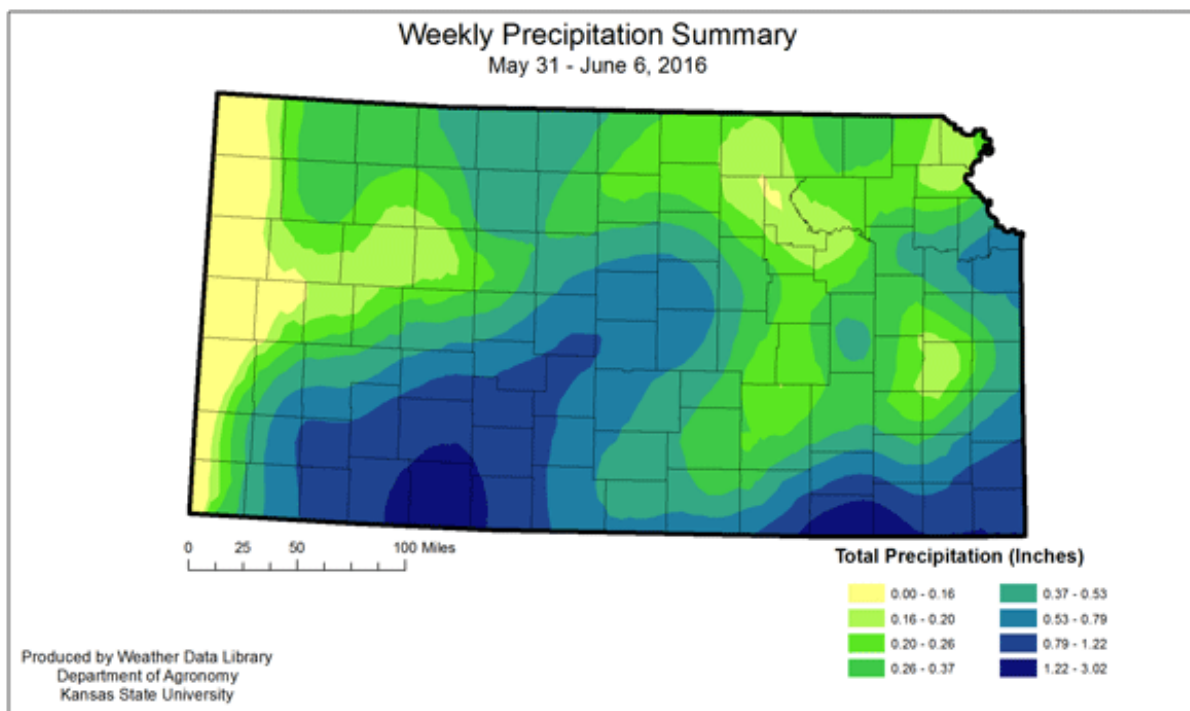 Weekly Precipitation Summary
May 31 - June 6, 2016
0 25 50 100 Miles
Total Precipitation (Inches)
0.00 - 0.16
0.16 - 0.20
0.20 - 0.26
0.26 - 0.37
0.37 - 0.53
0.53 - 0.79
0.79 - 1.22
1.22 - 3.02
Produced by Weather Data Library
Department of Agronomy
Kansas State University